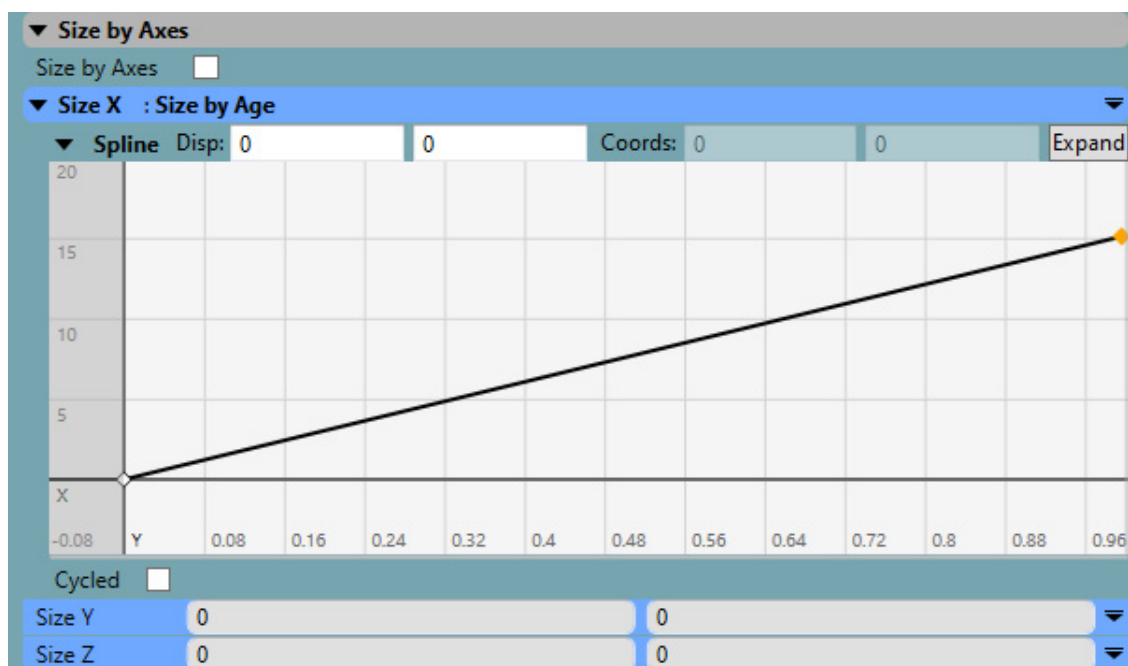 Size by Axes
Size by Axes
Size X : Size by Age
Spline Disp: 0 0 Coords: 0 0 Expand
20
15
10
5
X
-0.08 Y 0.08 0.16 0.24 0.32 0.4 0.48 0.56 0.64 0.72 0.8 0.88 0.96
Cycled
Size Y 0 0
Size Z 0 0